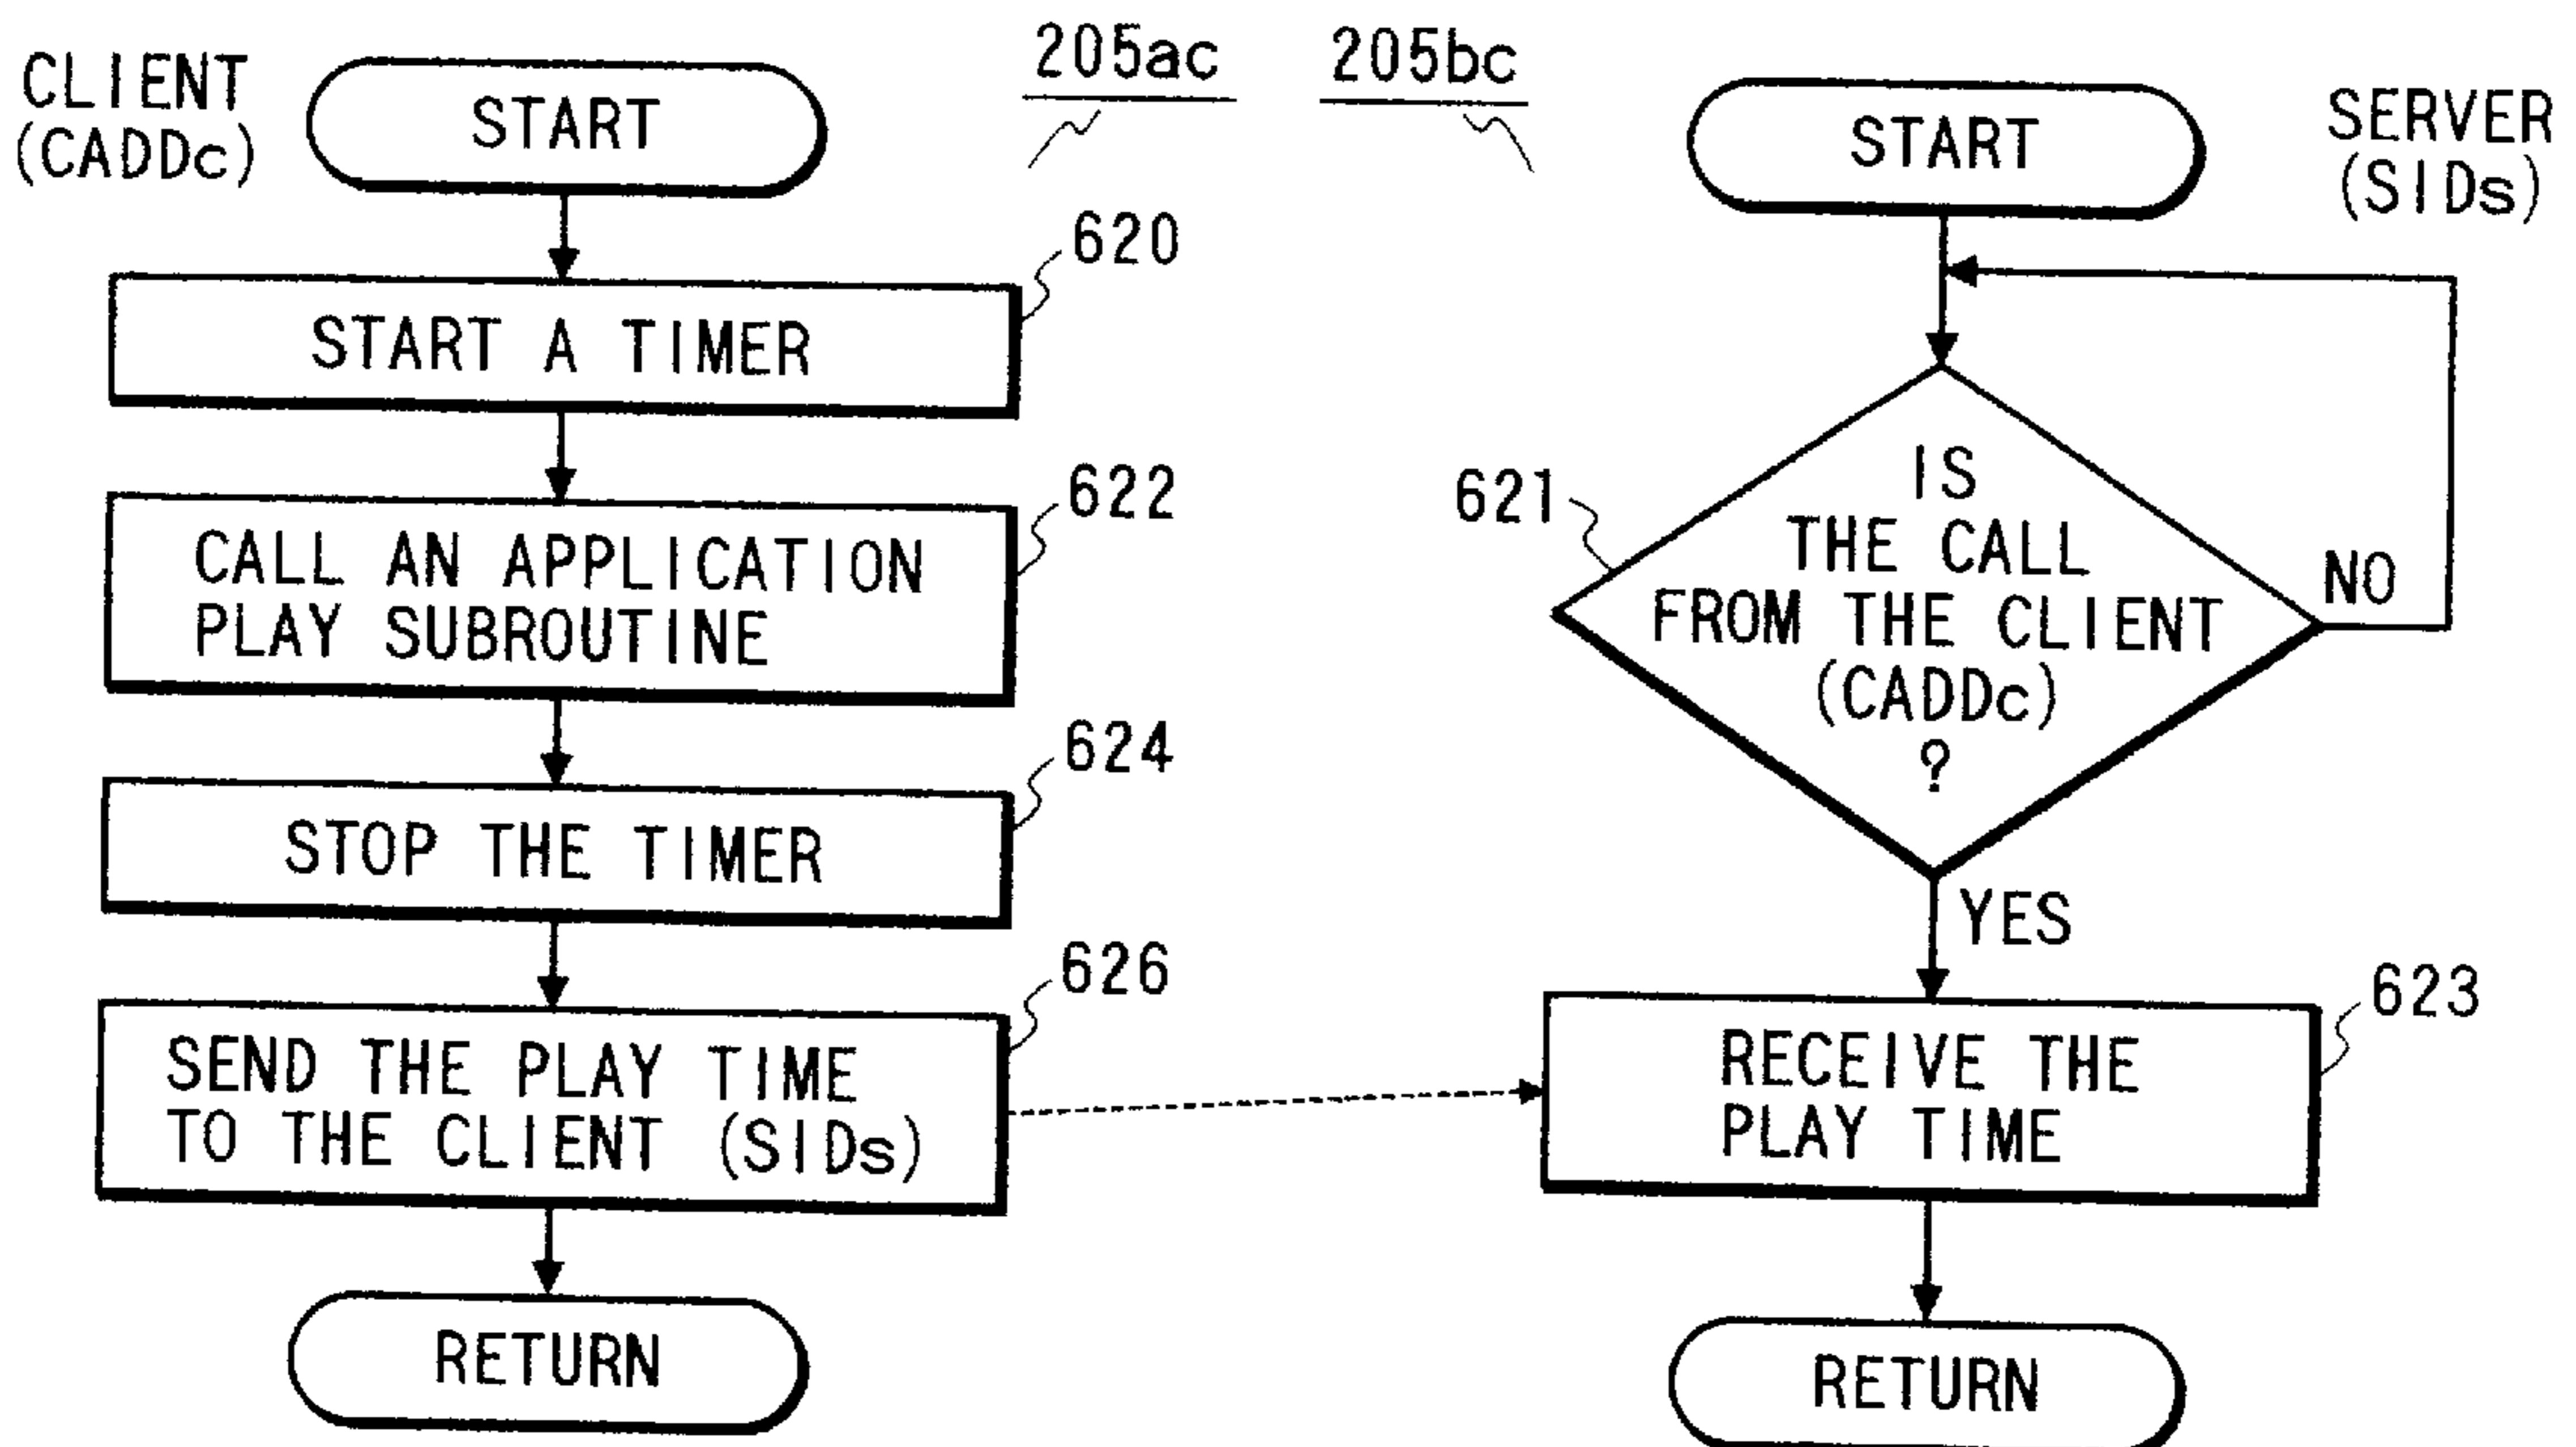 CLIENT
(CADDc)
START
205ac
620
START A TIMER
622
CALL AN APPLICATION
PLAY SUBROUTINE
624
STOP THE TIMER
626
SEND THE PLAY TIME
TO THE CLIENT (SIDs)
RETURN
205bc
START
SERVER
(SIDs)
621
IS
THE CALL
FROM THE CLIENT
(CADDc)
?
NO
YES
623
RECEIVE THE
PLAY TIME
RETURN